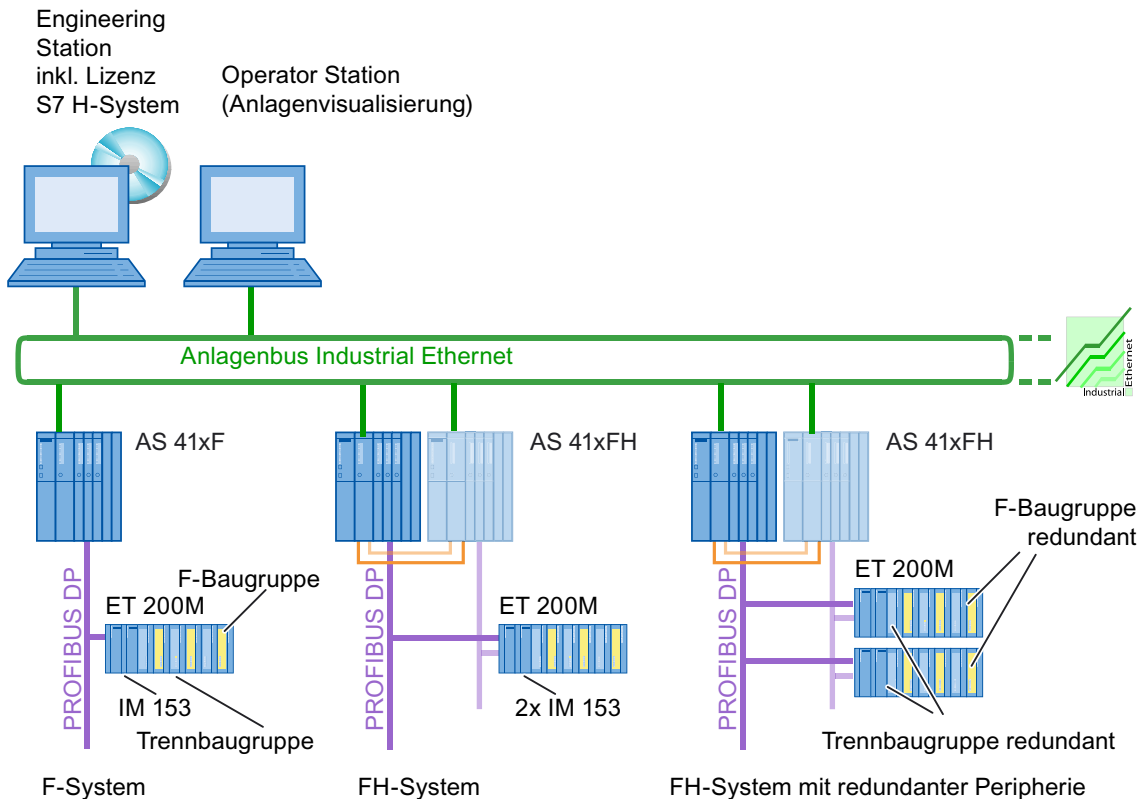 Engineering
Station
inkl. Lizenz
S7 H-System
Operator Station
(Anlagenvisualisierung)
Anlagenbus Industrial Ethernet
Industrial
Ethernet
AS 41xF
AS 41xFH
AS 41xFH
F-Baugruppe
redundant
PROFIBUS DP
F-Baugruppe
ET 200M
IM 153
Trennbaugruppe
PROFIBUS DP
ET 200M
2x IM 153
PROFIBUS DP
ET 200M
Trennbaugruppe redundant
F-System
FH-System
FH-System mit redundanter Peripherie